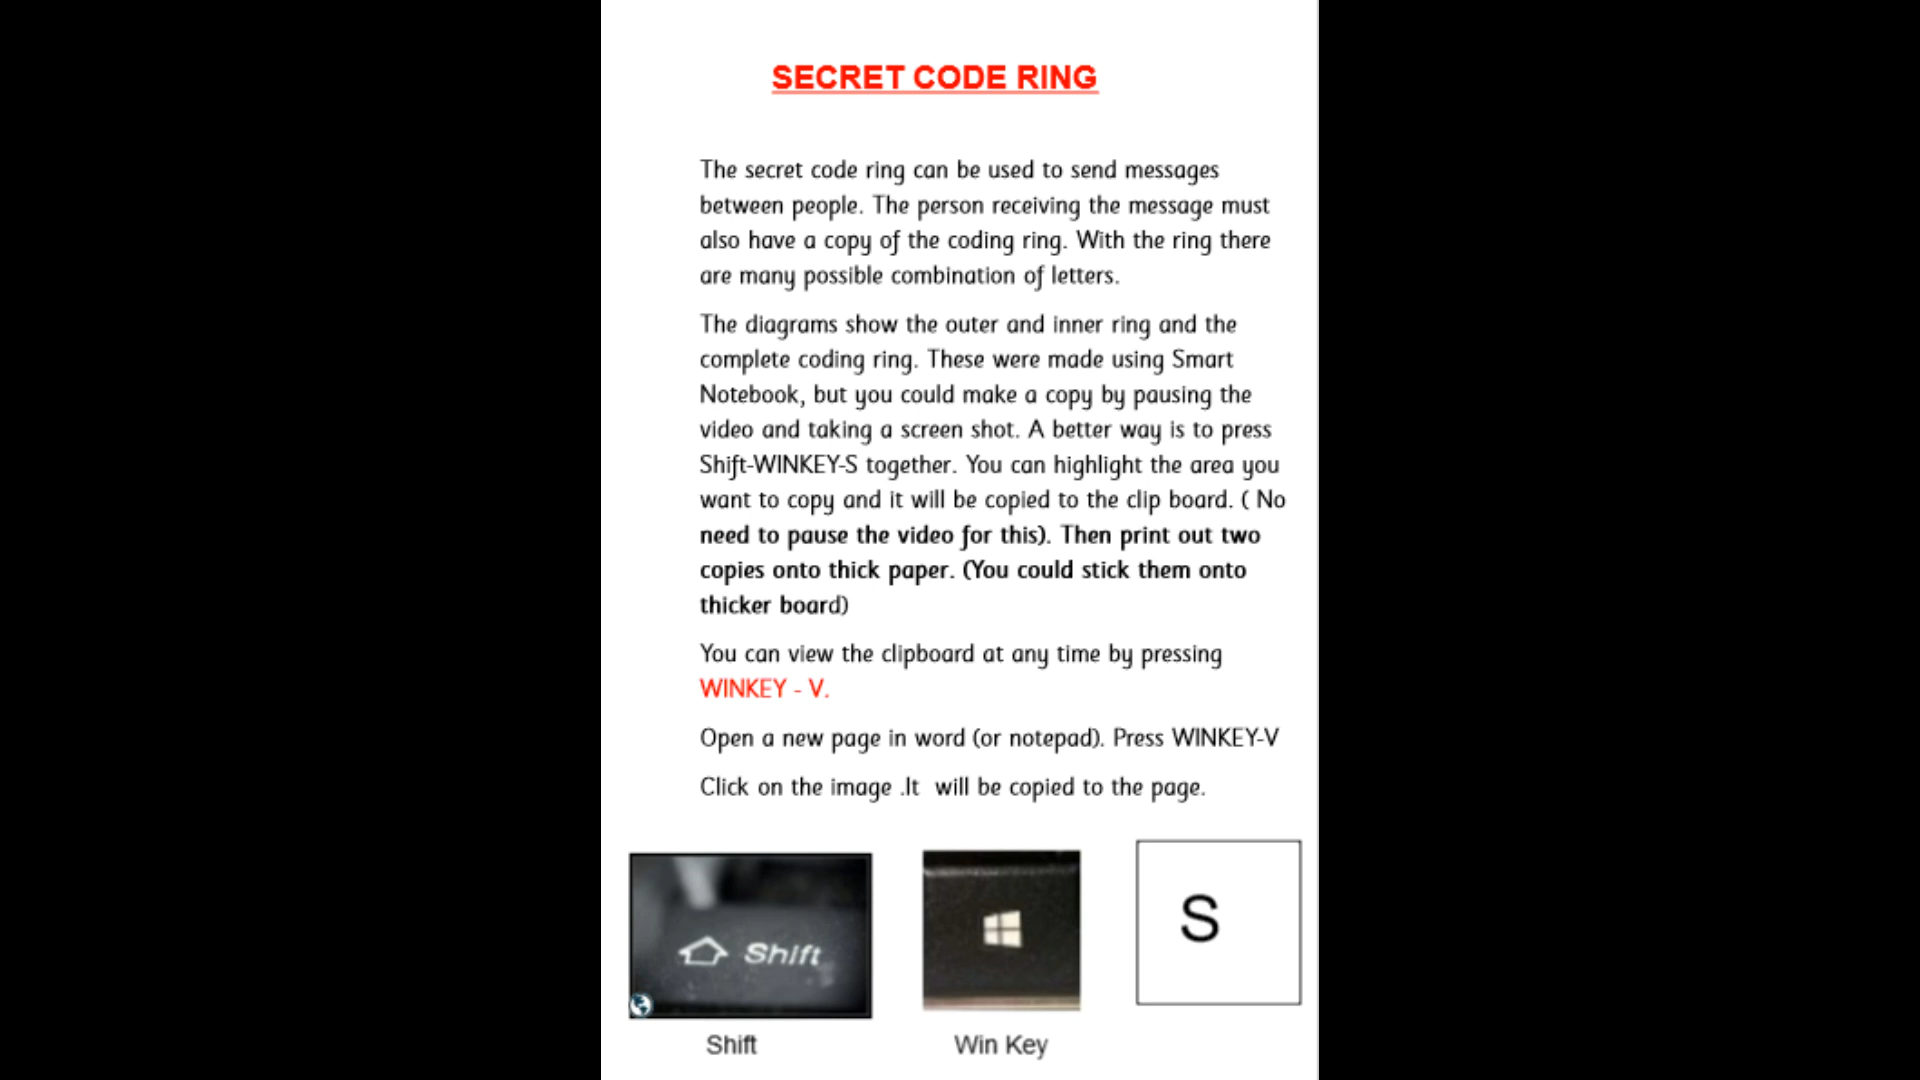 SECRET CODE RING
The secret code ring can be used to send messages
between people. The person receiving the message must
also have a copy of the coding ring. With the ring there
are many possible combination of letters.
The diagrams show the outer and inner ring and the
complete coding ring. These were made using Smart
Notebook, but you could make a copy by pausing the
video and taking a screen shot. A better way is to press
Shift-WINKEY-S together. You can highlight the area you
want to copy and it will be copied to the clip board. ( No
need to pause the video for this). Then print out two
copies onto thick paper. (You could stick them onto
thicker board)
You can view the clipboard at any time by pressing
WINKEY - V.
Open a new page in word (or notepad). Press WINKEY-V
Click on the image .It will be copied to the page.
Shift
S
Shift
Win Key